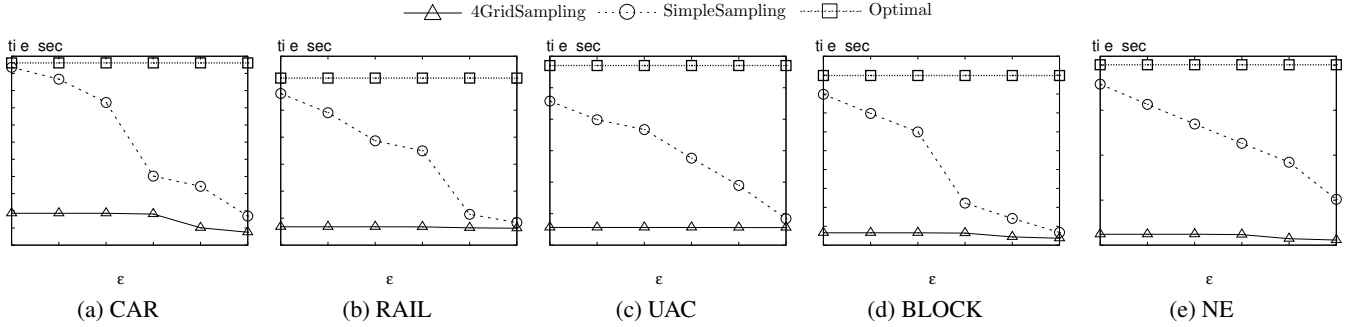 4GridSampling SimpleSampling Optimal
ti e sec ti e sec ti e sec ti e sec ti e sec
ε ε ε ε ε
(a) CAR (b) RAIL (c) UAC (d) BLOCK (e) NE